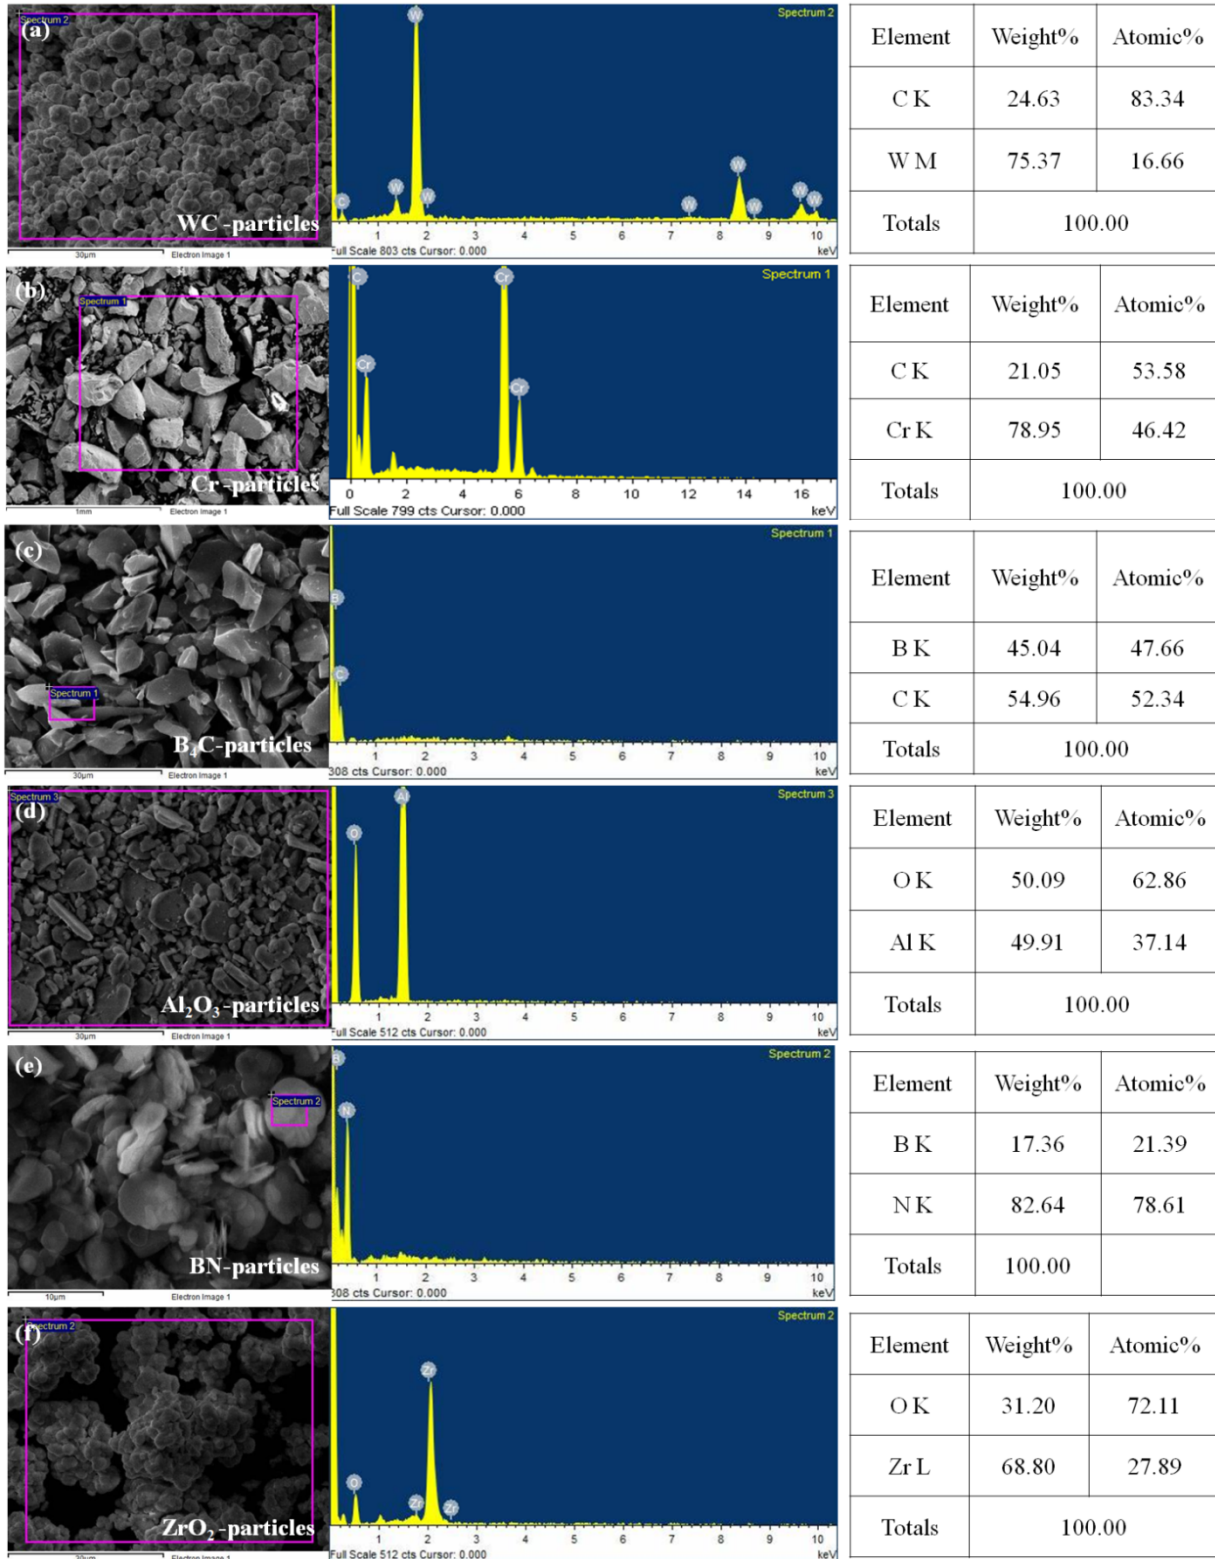 Spectrum 2
(a)
WC -particles
30μm Electron Image 1
Spectrum 2
W
C W W W W W W W
1 2 3 4 5 6 7 8 9 10
Full Scale 803 cts Cursor: 0.000 keV
Element Weight% Atomic%
C K 24.63 83.34
W M 75.37 16.66
Totals 100.00
(b)
Spectrum 1
Cr -particles
1mm Electron Image 1
Spectrum 1
C Cr
Cr Cr
0 2 4 6 8 10 12 14 16
Full Scale 799 cts Cursor: 0.000 keV
Element Weight% Atomic%
C K 21.05 53.58
Cr K 78.95 46.42
Totals 100.00
(c)
Spectrum 1
B₄C-particles
30μm Electron Image 1
Spectrum 1
B
C
1 2 3 4 5 6 7 8 9 10
308 cts Cursor: 0.000 keV
Element Weight% Atomic%
B K 45.04 47.66
C K 54.96 52.34
Totals 100.00
Spectrum 3
(d)
Al₂O₃-particles
30μm Electron Image 1
Spectrum 3
Al
O
1 2 3 4 5 6 7 8 9 10
Full Scale 512 cts Cursor: 0.000 keV
Element Weight% Atomic%
O K 50.09 62.86
Al K 49.91 37.14
Totals 100.00
(e)
Spectrum 2
BN-particles
10μm Electron Image 1
Spectrum 2
B
N
1 2 3 4 5 6 7 8 9 10
308 cts Cursor: 0.000 keV
Element Weight% Atomic%
B K 17.36 21.39
N K 82.64 78.61
Totals 100.00
Spectrum 2
(f)
ZrO₂-particles
30μm Electron Image 1
Spectrum 2
Zr
O Zr Zr
1 2 3 4 5 6 7 8 9 10
Full Scale 512 cts Cursor: 0.000 keV
Element Weight% Atomic%
O K 31.20 72.11
Zr L 68.80 27.89
Totals 100.00